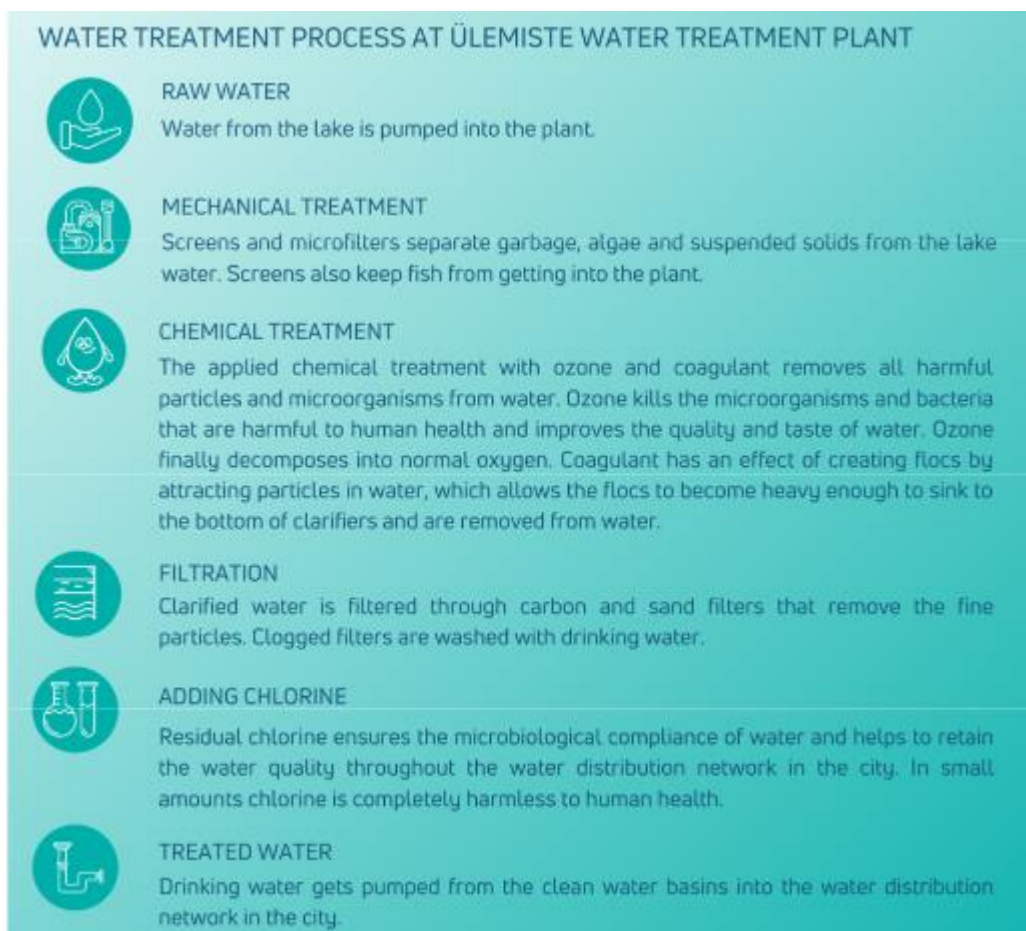 WATER TREATMENT PROCESS AT ÜLEMISTE WATER TREATMENT PLANT
RAW WATER
Water from the lake is pumped into the plant.
MECHANICAL TREATMENT
Screens and microfilters separate garbage, algae and suspended solids from the lake
water. Screens also keep fish from getting into the plant.
CHEMICAL TREATMENT
The applied chemical treatment with ozone and coagulant removes all harmful
particles and microorganisms from water. Ozone kills the microorganisms and bacteria
that are harmful to human health and improves the quality and taste of water. Ozone
finally decomposes into normal oxygen. Coagulant has an effect of creating flocs by
attracting particles in water, which allows the flocs to become heavy enough to sink to
the bottom of clarifiers and are removed from water.
FILTRATION
Clarified water is filtered through carbon and sand filters that remove the fine
particles. Clogged filters are washed with drinking water.
ADDING CHLORINE
Residual chlorine ensures the microbiological compliance of water and helps to retain
the water quality throughout the water distribution network in the city. In small
amounts chlorine is completely harmless to human health.
TREATED WATER
Drinking water gets pumped from the clean water basins into the water distribution
network in the city.